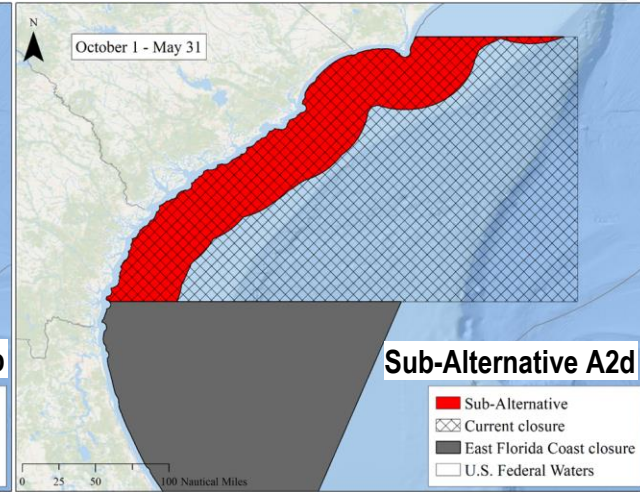 N
October 1 - May 31
b
Sub-Alternative A2d
Sub-Alternative
Current closure
East Florida Coast closure
U.S. Federal Waters
0 25 50 100 Nautical Miles